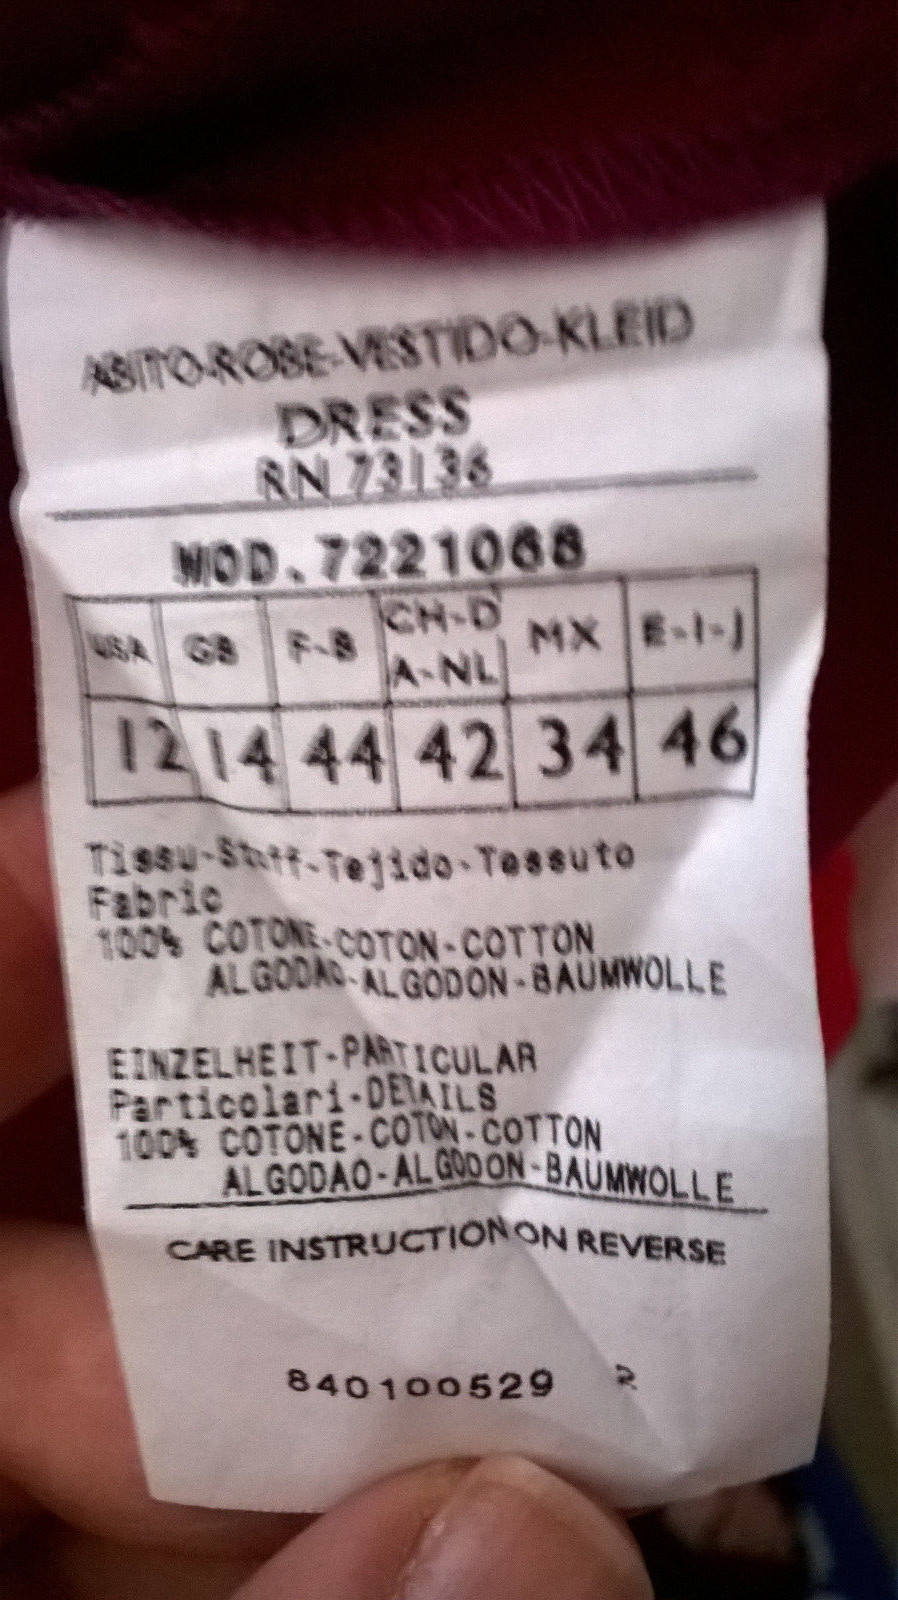 ABITO-ROBE-VESTIDO-KLEID
DRESS
RN 73136
MOD.7221068
USA GB F-B CH-D A-NL MX E-I-J
12 14 44 42 34 46
Tissu-Stoff-Tejido-Tessuto
Fabric
100% COTONE-COTON-COTTON
ALGODAO-ALGODON-BAUMWOLLE
EINZELHEIT-PARTICULAR
Particolari-DETAILS
100% COTONE-COTON-COTTON
ALGODAO-ALGODON-BAUMWOLLE
CARE INSTRUCTION ON REVERSE
840100529 2